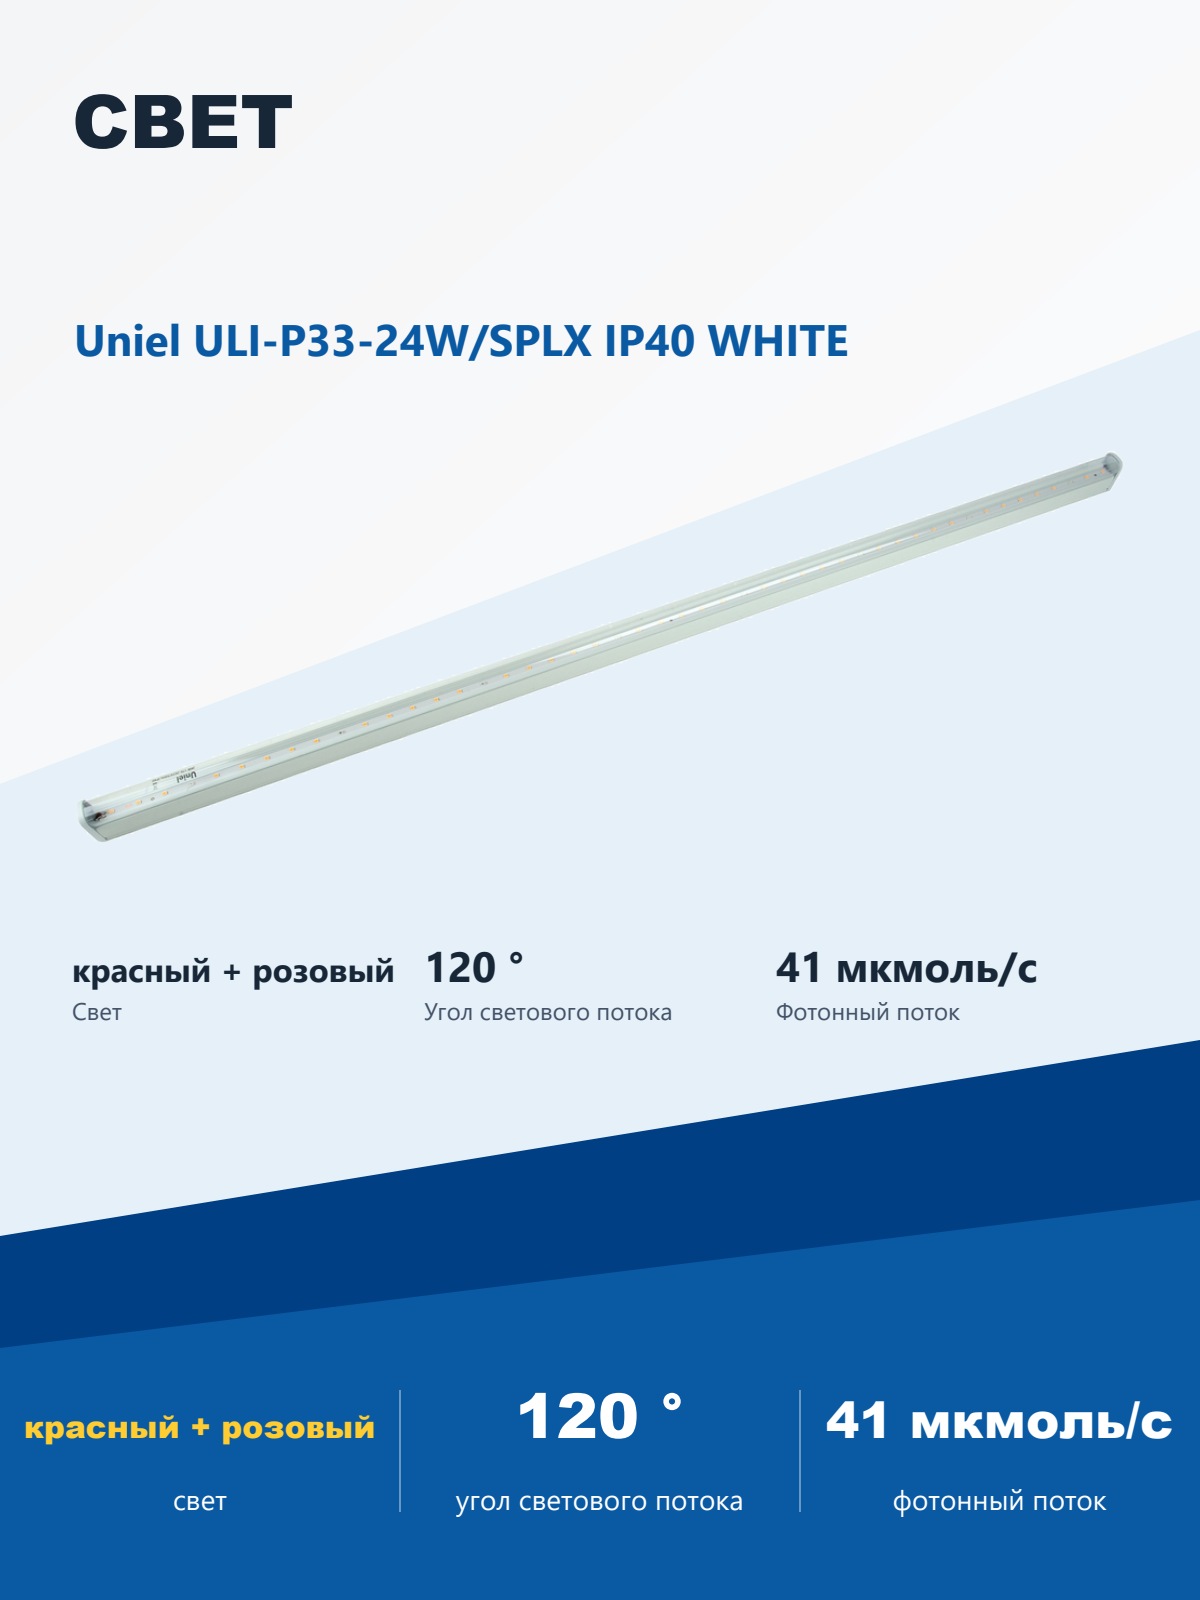 СВЕТ
Uniel ULI-P33-24W/SPLX IP40 WHITE
Uniel
красный + розовый
Свет
120 °
Угол светового потока
41 мкмоль/с
Фотонный поток
красный + розовый
свет
120 °
угол светового потока
41 мкмоль/с
фотонный поток